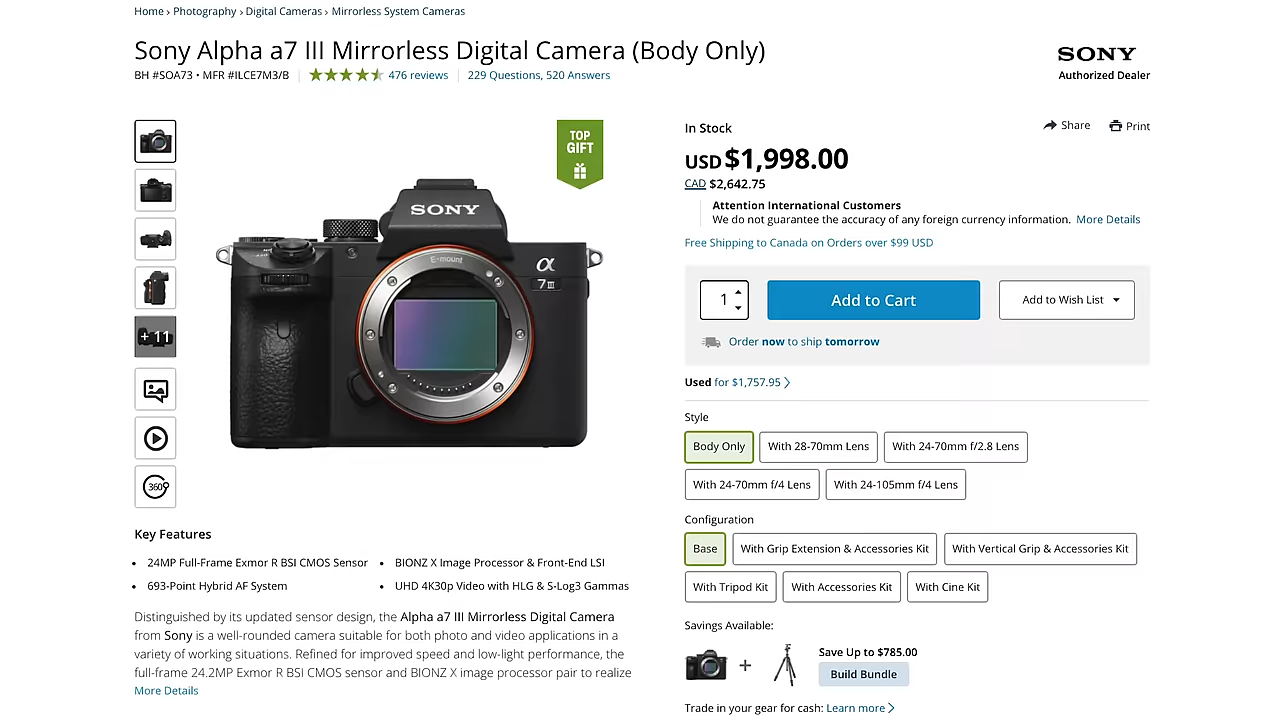 Home › Photography › Digital Cameras › Mirrorless System Cameras
Sony Alpha a7 III Mirrorless Digital Camera (Body Only)
BH #SOA73 • MFR #ILCE7M3/B
476 reviews
229 Questions, 520 Answers
SONY
Authorized Dealer
TOP
GIFT
SONY
E-mount
α
7III
+ 11
360º
In Stock
Share
Print
USD $1,998.00
CAD $2,642.75
Attention International Customers
We do not guarantee the accuracy of any foreign currency information. More Details
Free Shipping to Canada on Orders over $99 USD
1
Add to Cart
Add to Wish List
Order now to ship tomorrow
Used for $1,757.95
Style
Body Only
With 28-70mm Lens
With 24-70mm f/2.8 Lens
With 24-70mm f/4 Lens
With 24-105mm f/4 Lens
Configuration
Base
With Grip Extension & Accessories Kit
With Vertical Grip & Accessories Kit
With Tripod Kit
With Accessories Kit
With Cine Kit
Savings Available:
+
Save Up to $785.00
Build Bundle
Trade in your gear for cash: Learn more
Key Features
• 24MP Full-Frame Exmor R BSI CMOS Sensor
• BIONZ X Image Processor & Front-End LSI
• 693-Point Hybrid AF System
• UHD 4K30p Video with HLG & S-Log3 Gammas
Distinguished by its updated sensor design, the Alpha a7 III Mirrorless Digital Camera
from Sony is a well-rounded camera suitable for both photo and video applications in a
variety of working situations. Refined for improved speed and low-light performance, the
full-frame 24.2MP Exmor R BSI CMOS sensor and BIONZ X image processor pair to realize
More Details